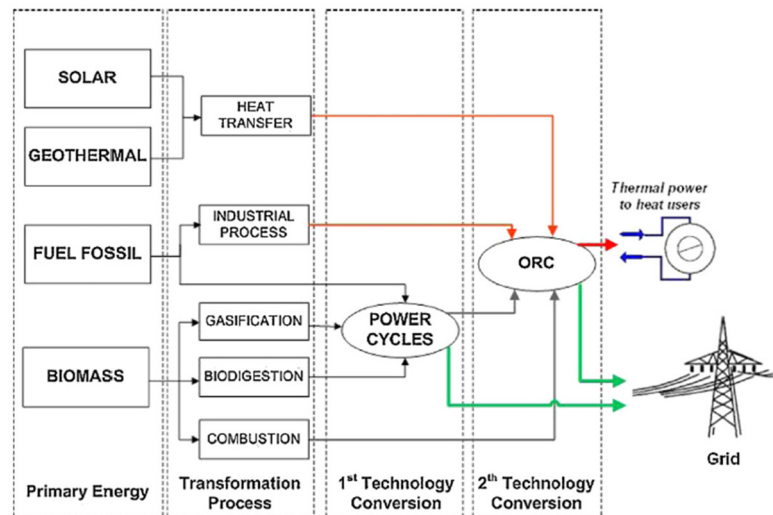 SOLAR
GEOTHERMAL
FUEL FOSSIL
BIOMASS
Primary Energy
HEAT
TRANSFER
INDUSTRIAL
PROCESS
GASIFICATION
BIODIGESTION
COMBUSTION
Transformation
Process
POWER
CYCLES
1st Technology
Conversion
ORC
2th Technology
Conversion
Thermal power
to heat users
Grid